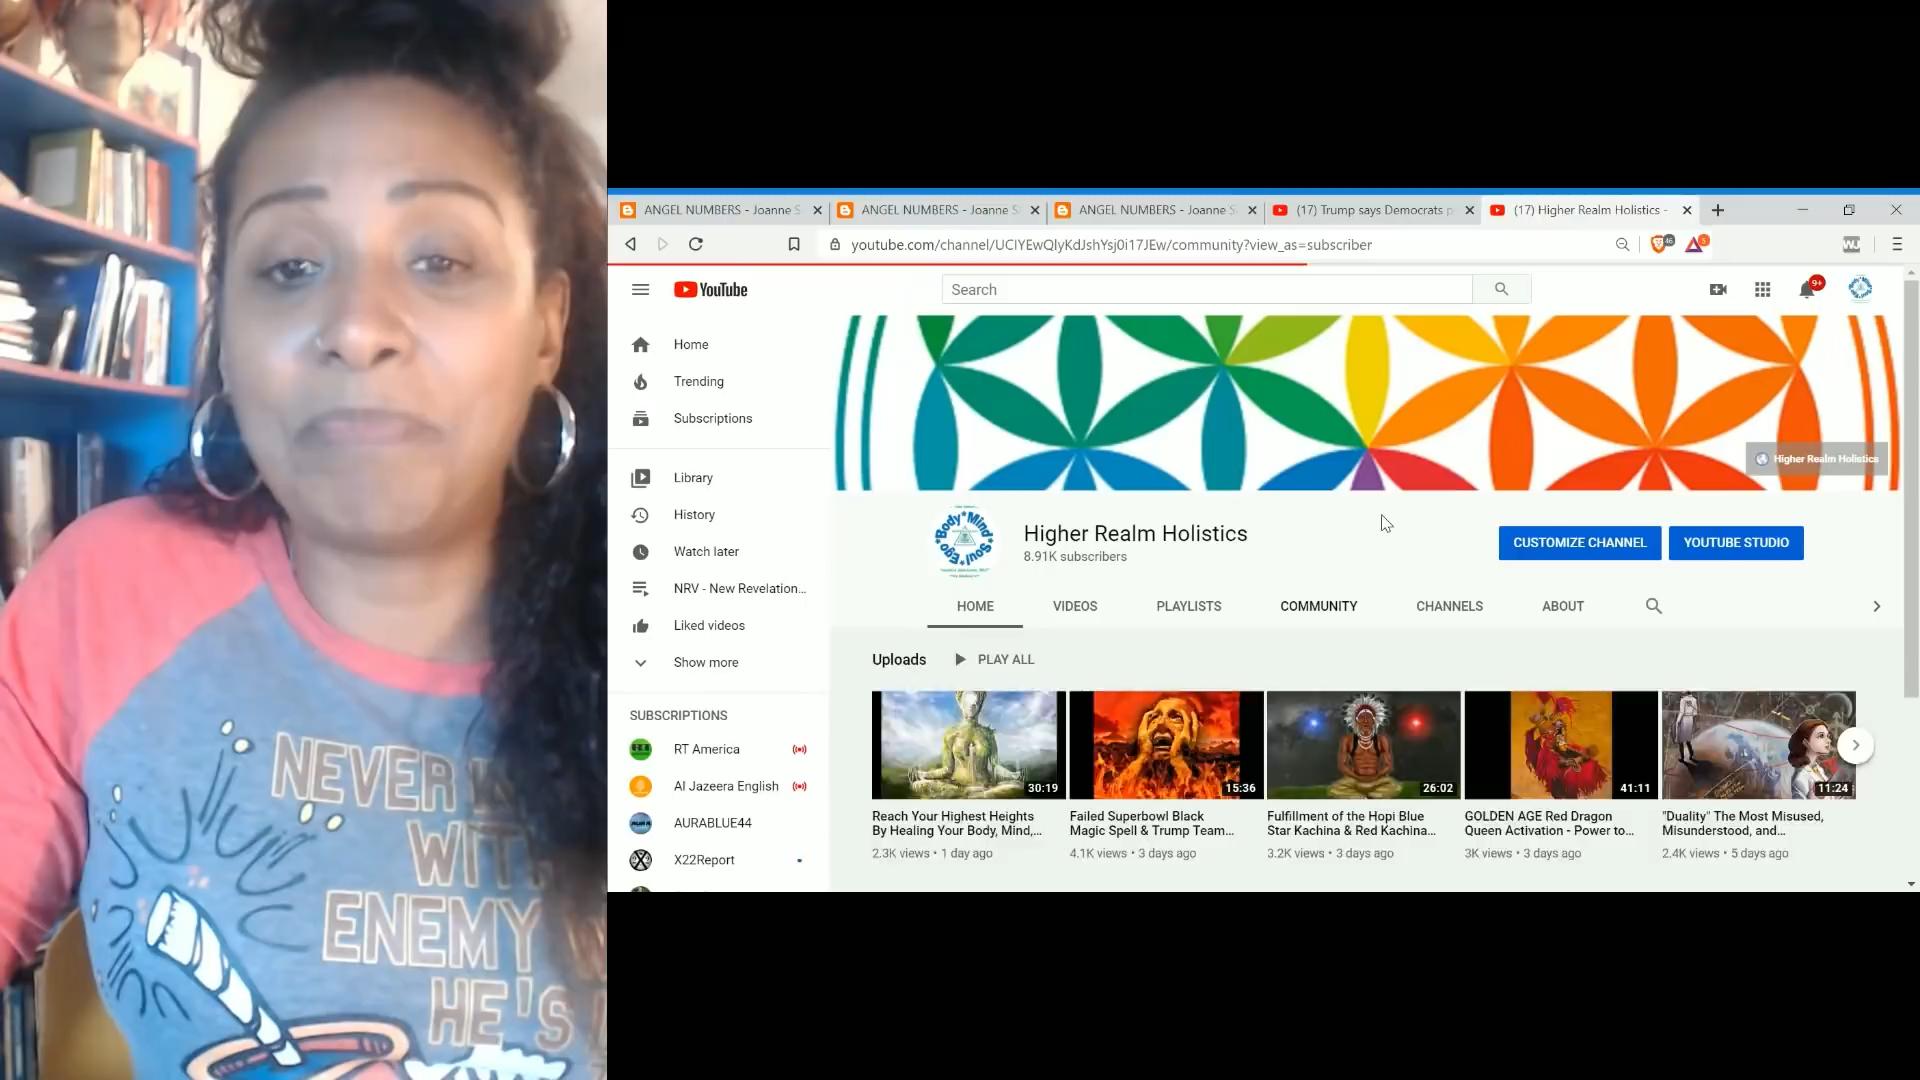 NEVER
WITH
ENEMY
HE'S
ANGEL NUMBERS - Joanne S
ANGEL NUMBERS - Joanne S
ANGEL NUMBERS - Joanne S
(17) Trump says Democrats p
(17) Higher Realm Holistics -
youtube.com/channel/UCIYEwQlyKdJshYsj0i17JEw/community?view_as=subscriber
46
5
WJ
YouTube
Search
9+
Home
Trending
Subscriptions
Library
History
Watch later
NRV - New Revelation...
Liked videos
Show more
SUBSCRIPTIONS
RT America
Al Jazeera English
AURABLUE44
X22Report
Higher Realm Holistics
Body*Mind
Soul*Ego
Higher Realm Holistics
8.91K subscribers
CUSTOMIZE CHANNEL
YOUTUBE STUDIO
HOME
VIDEOS
PLAYLISTS
COMMUNITY
CHANNELS
ABOUT
Uploads
PLAY ALL
30:19
15:36
26:02
41:11
11:24
Reach Your Highest Heights
By Healing Your Body, Mind,...
2.3K views • 1 day ago
Failed Superbowl Black
Magic Spell & Trump Team...
4.1K views • 3 days ago
Fulfillment of the Hopi Blue
Star Kachina & Red Kachina...
3.2K views • 3 days ago
GOLDEN AGE Red Dragon
Queen Activation - Power to...
3K views • 3 days ago
"Duality" The Most Misused,
Misunderstood, and...
2.4K views • 5 days ago